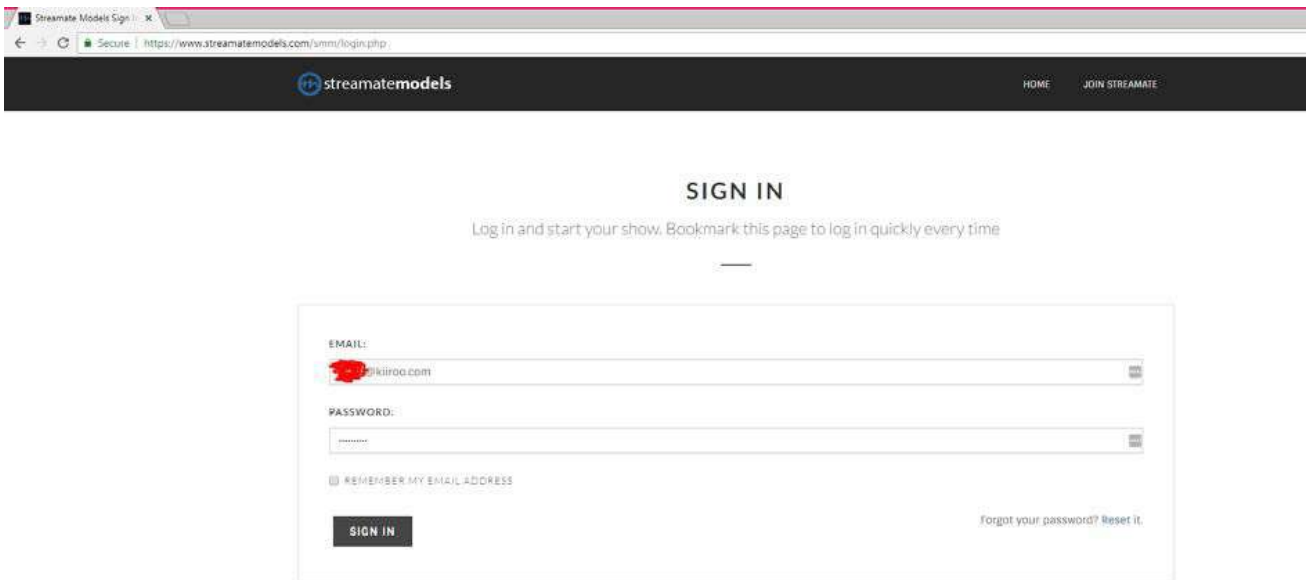 Streamate Models Sign I
Secure | https://www.streamatemodels.com/smm/login.php
streamatemodels
HOME
JOIN STREAMATE
SIGN IN
Log in and start your show. Bookmark this page to log in quickly every time
EMAIL:
@kiiroo.com
PASSWORD:
REMEMBER MY EMAIL ADDRESS
SIGN IN
Forgot your password? Reset it.